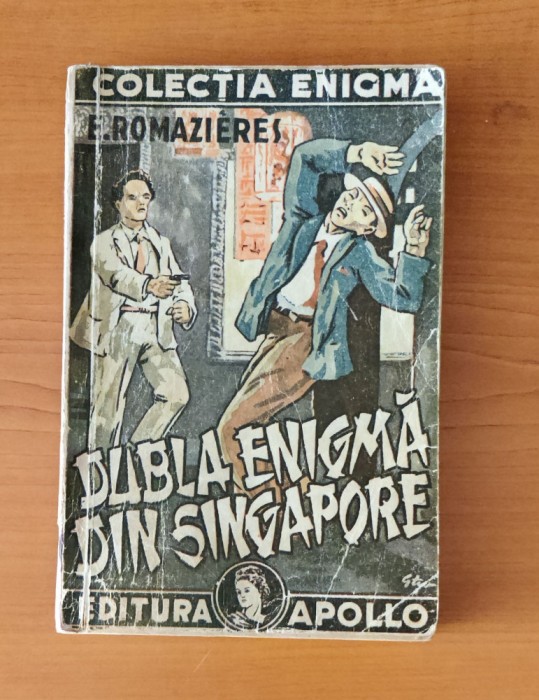 COLECȚIA ENIGMA
E.ROMAZIÈRES
DUBLA ENIGMĂ
DIN SINGAPORE
EDITURA APOLLO